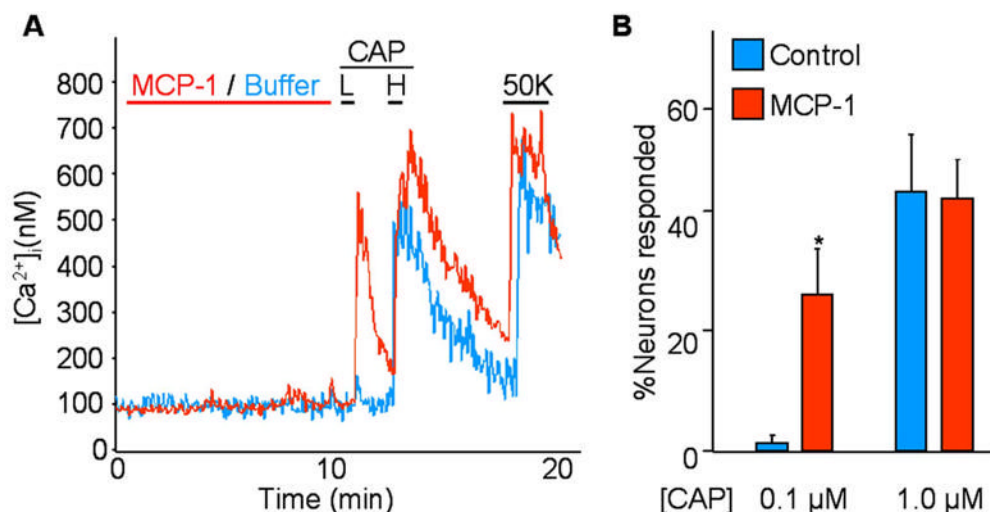 A
CAP
MCP-1 / Buffer
L H
50K
800
700
600
500
400
300
200
100
0
[Ca²⁺]ᵢ(nM)
0 10 20
Time (min)
B
Control
MCP-1
60
40
20
0
%Neurons responded
*
[CAP] 0.1 µM 1.0 µM